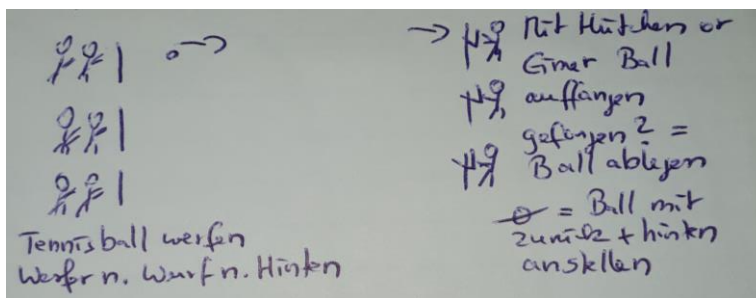 Mit Hütchen or
Eimer Ball
auffangen
gefangen? =
Ball ablegen
Ø = Ball mit
zurück + hinten
anstellen
Tennisball werfen
Werfer n. Wurf n. Hinten